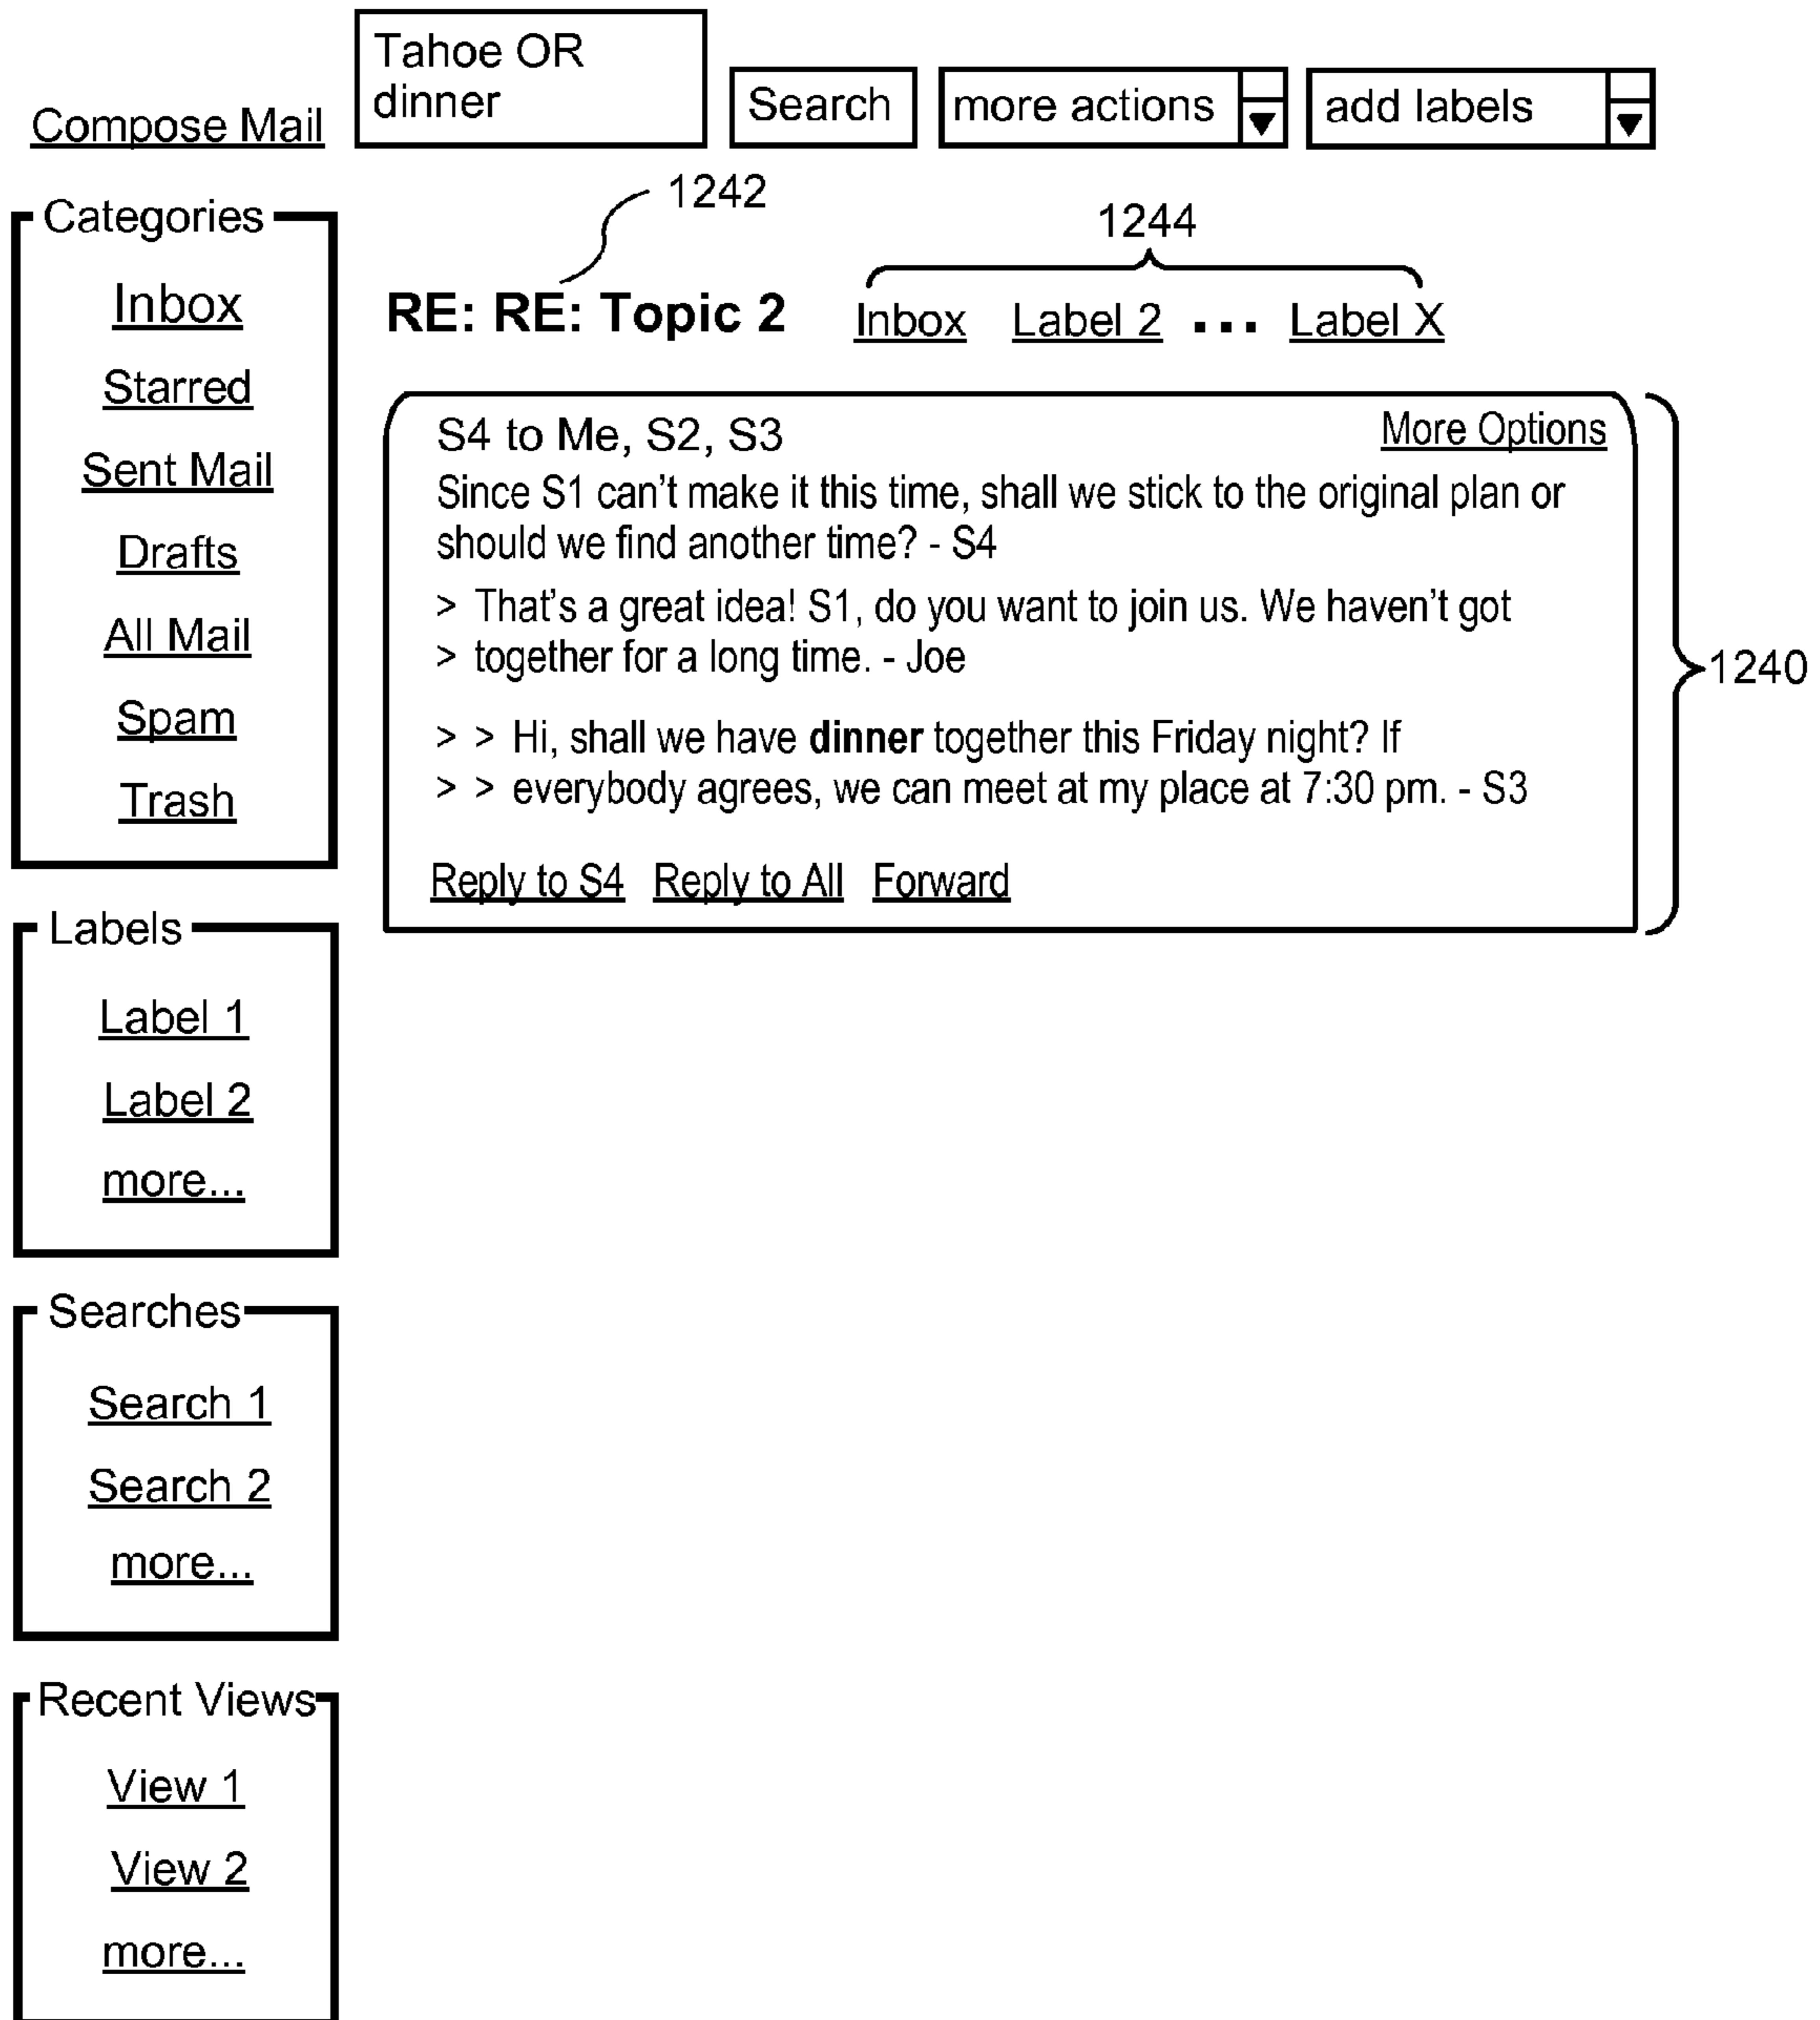 Tahoe OR
dinner
Compose Mail
Search
more actions
add labels
1242
1244
Categories
Inbox
Starred
Sent Mail
Drafts
All Mail
Spam
Trash
RE: RE: Topic 2
Inbox Label 2 ... Label X
S4 to Me, S2, S3
More Options
Since S1 can't make it this time, shall we stick to the original plan or
should we find another time? - S4
> That's a great idea! S1, do you want to join us. We haven't got
> together for a long time. - Joe
> > Hi, shall we have dinner together this Friday night? If
> > everybody agrees, we can meet at my place at 7:30 pm. - S3
Reply to S4 Reply to All Forward
1240
Labels
Label 1
Label 2
more...
Searches
Search 1
Search 2
more...
Recent Views
View 1
View 2
more...